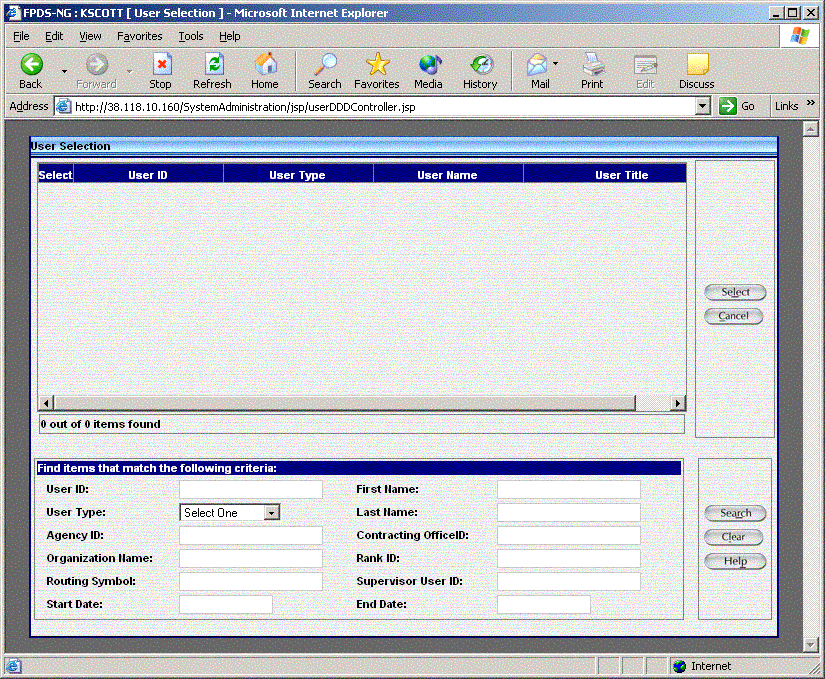 FPDS-NG : KSCOTT [ User Selection ] - Microsoft Internet Explorer
File Edit View Favorites Tools Help
Back Forward Stop Refresh Home Search Favorites Media History Mail Print Edit Discuss
Address http://38.118.10.160/SystemAdministration/jsp/userDDDController.jsp Go Links »
User Selection
Select User ID User Type User Name User Title
Select
Cancel
0 out of 0 items found
Find items that match the following criteria:
User ID: First Name:
User Type: Select One Last Name:
Agency ID: Contracting OfficeID:
Organization Name: Rank ID:
Routing Symbol: Supervisor User ID:
Start Date: End Date:
Search
Clear
Help
Internet